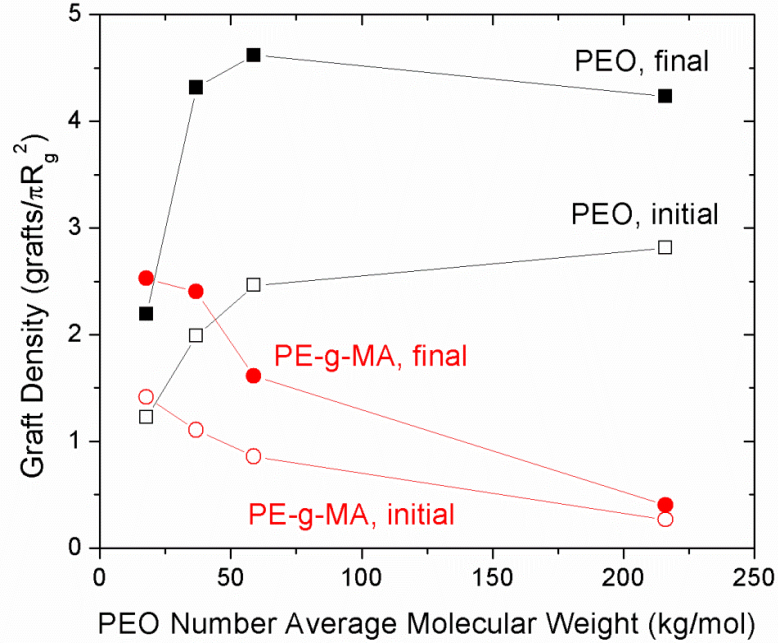 5
4
3
2
1
0
Graft Density (grafts/πRg²)
PEO, final
PEO, initial
PE-g-MA, final
PE-g-MA, initial
0 50 100 150 200 250
PEO Number Average Molecular Weight (kg/mol)